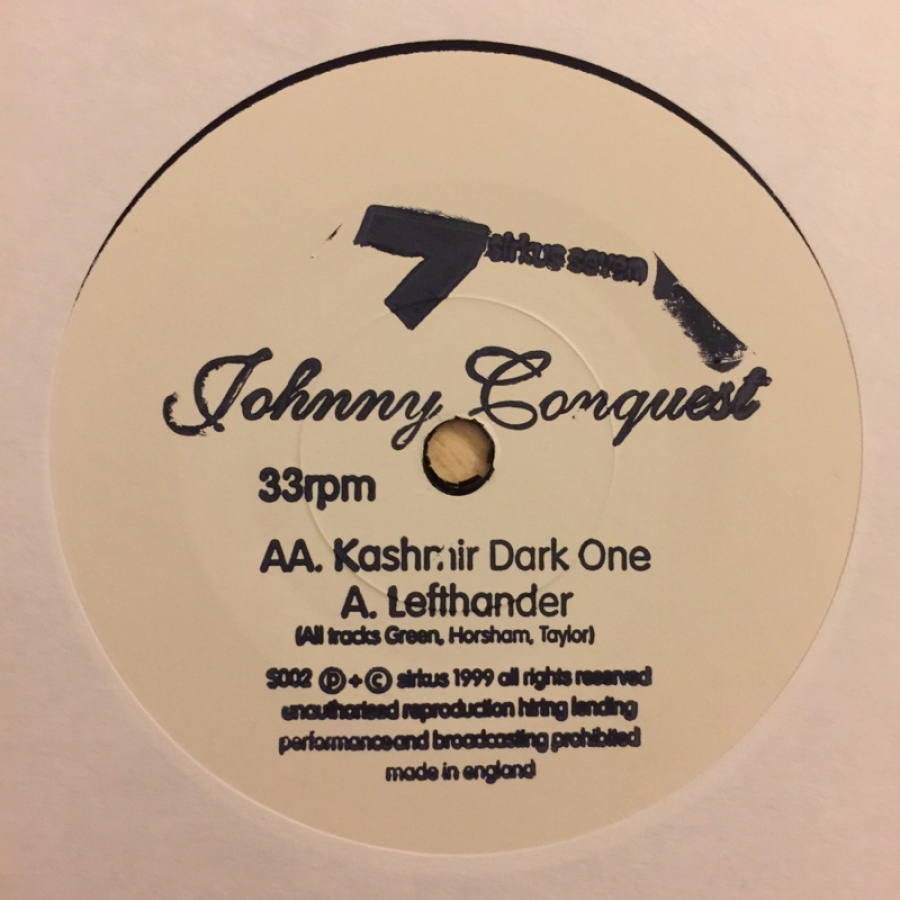 sirkus seven
Johnny Conquest
33rpm
AA. Kashmir Dark One
A. Lefthander
(All tracks Green, Horsham, Taylor)
S002 Ⓟ+© sirkus 1999 all rights reserved
unauthorised reproduction hiring lending
performance and broadcasting prohibited
made in england